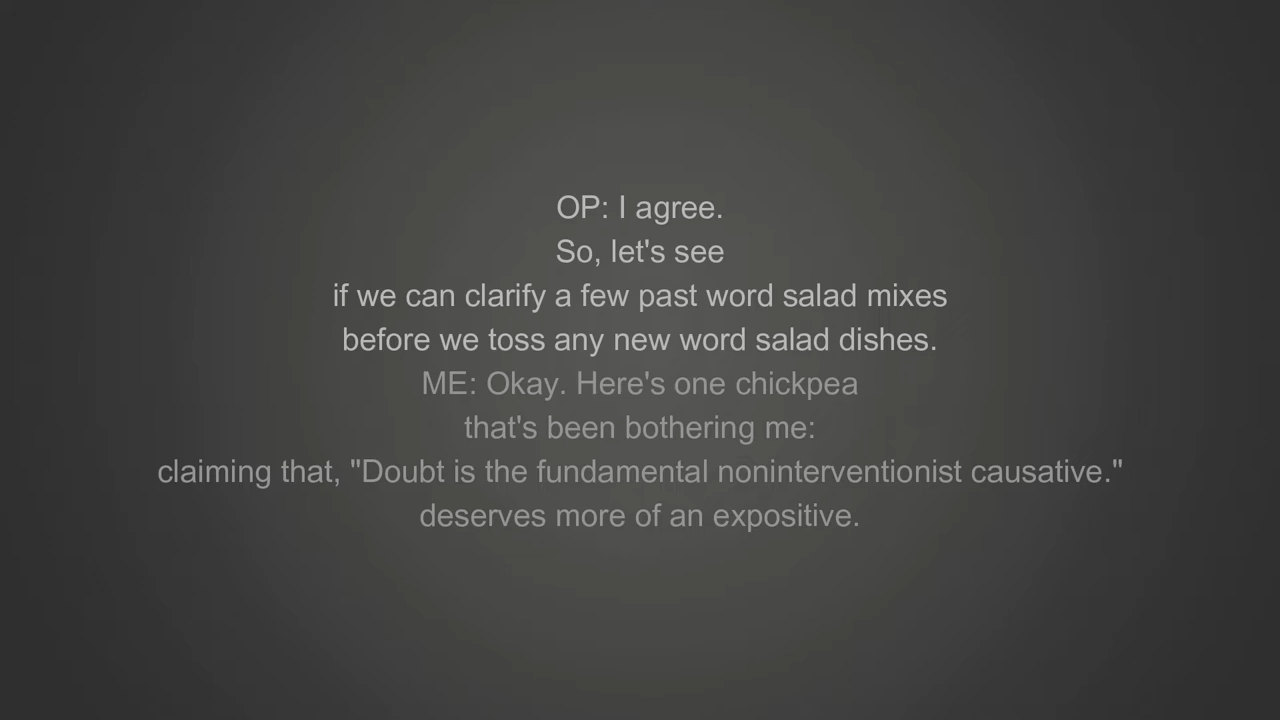 OP: I agree.
So, let's see
if we can clarify a few past word salad mixes
before we toss any new word salad dishes.
ME: Okay. Here's one chickpea
that's been bothering me:
claiming that, "Doubt is the fundamental noninterventionist causative."
deserves more of an expositive.